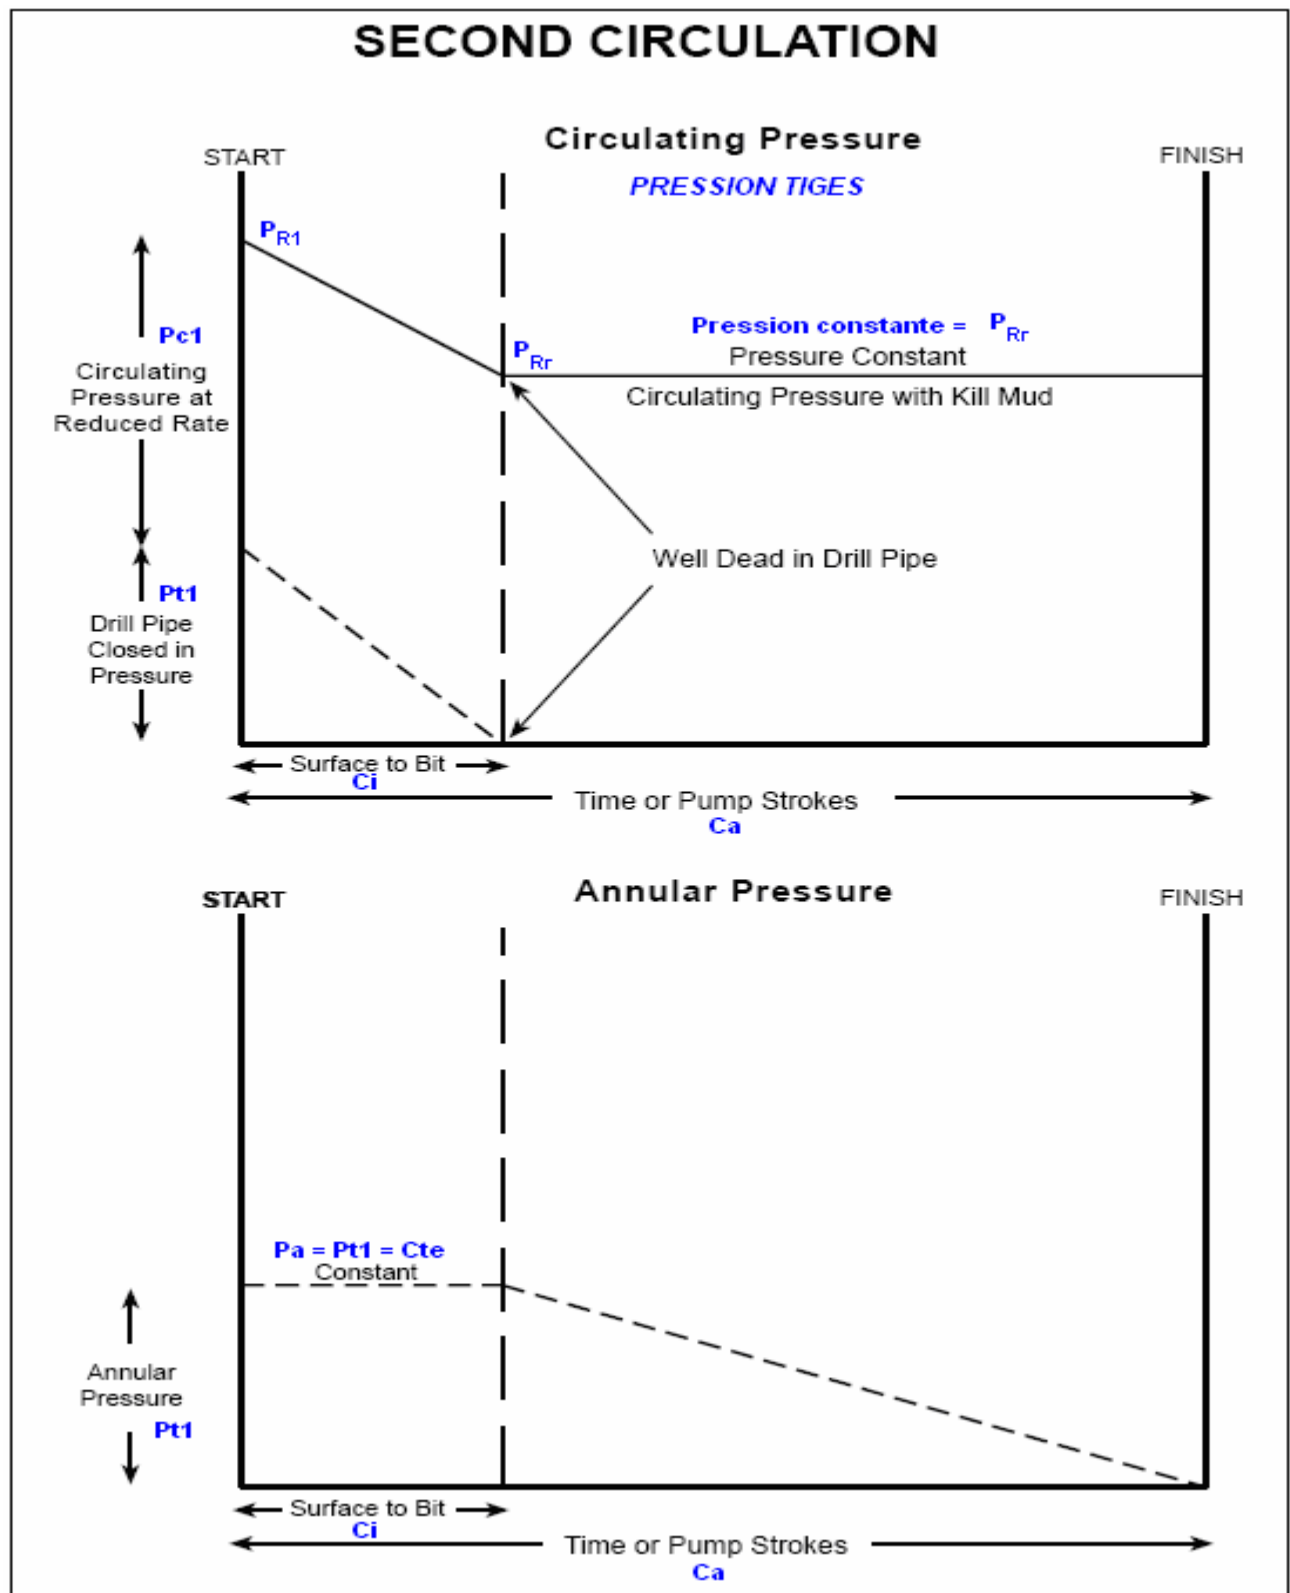 SECOND CIRCULATION
Circulating Pressure
START
FINISH
PRESSION TIGES
PR1
Pc1
Circulating
Pressure at
Reduced Rate
Pression constante = PRr
Pressure Constant
PRr
Circulating Pressure with Kill Mud
Well Dead in Drill Pipe
Pt1
Drill Pipe
Closed in
Pressure
Surface to Bit
Ci
Time or Pump Strokes
Ca
Annular Pressure
START
FINISH
Pa = Pt1 = Cte
Constant
Annular
Pressure
Pt1
Surface to Bit
Ci
Time or Pump Strokes
Ca